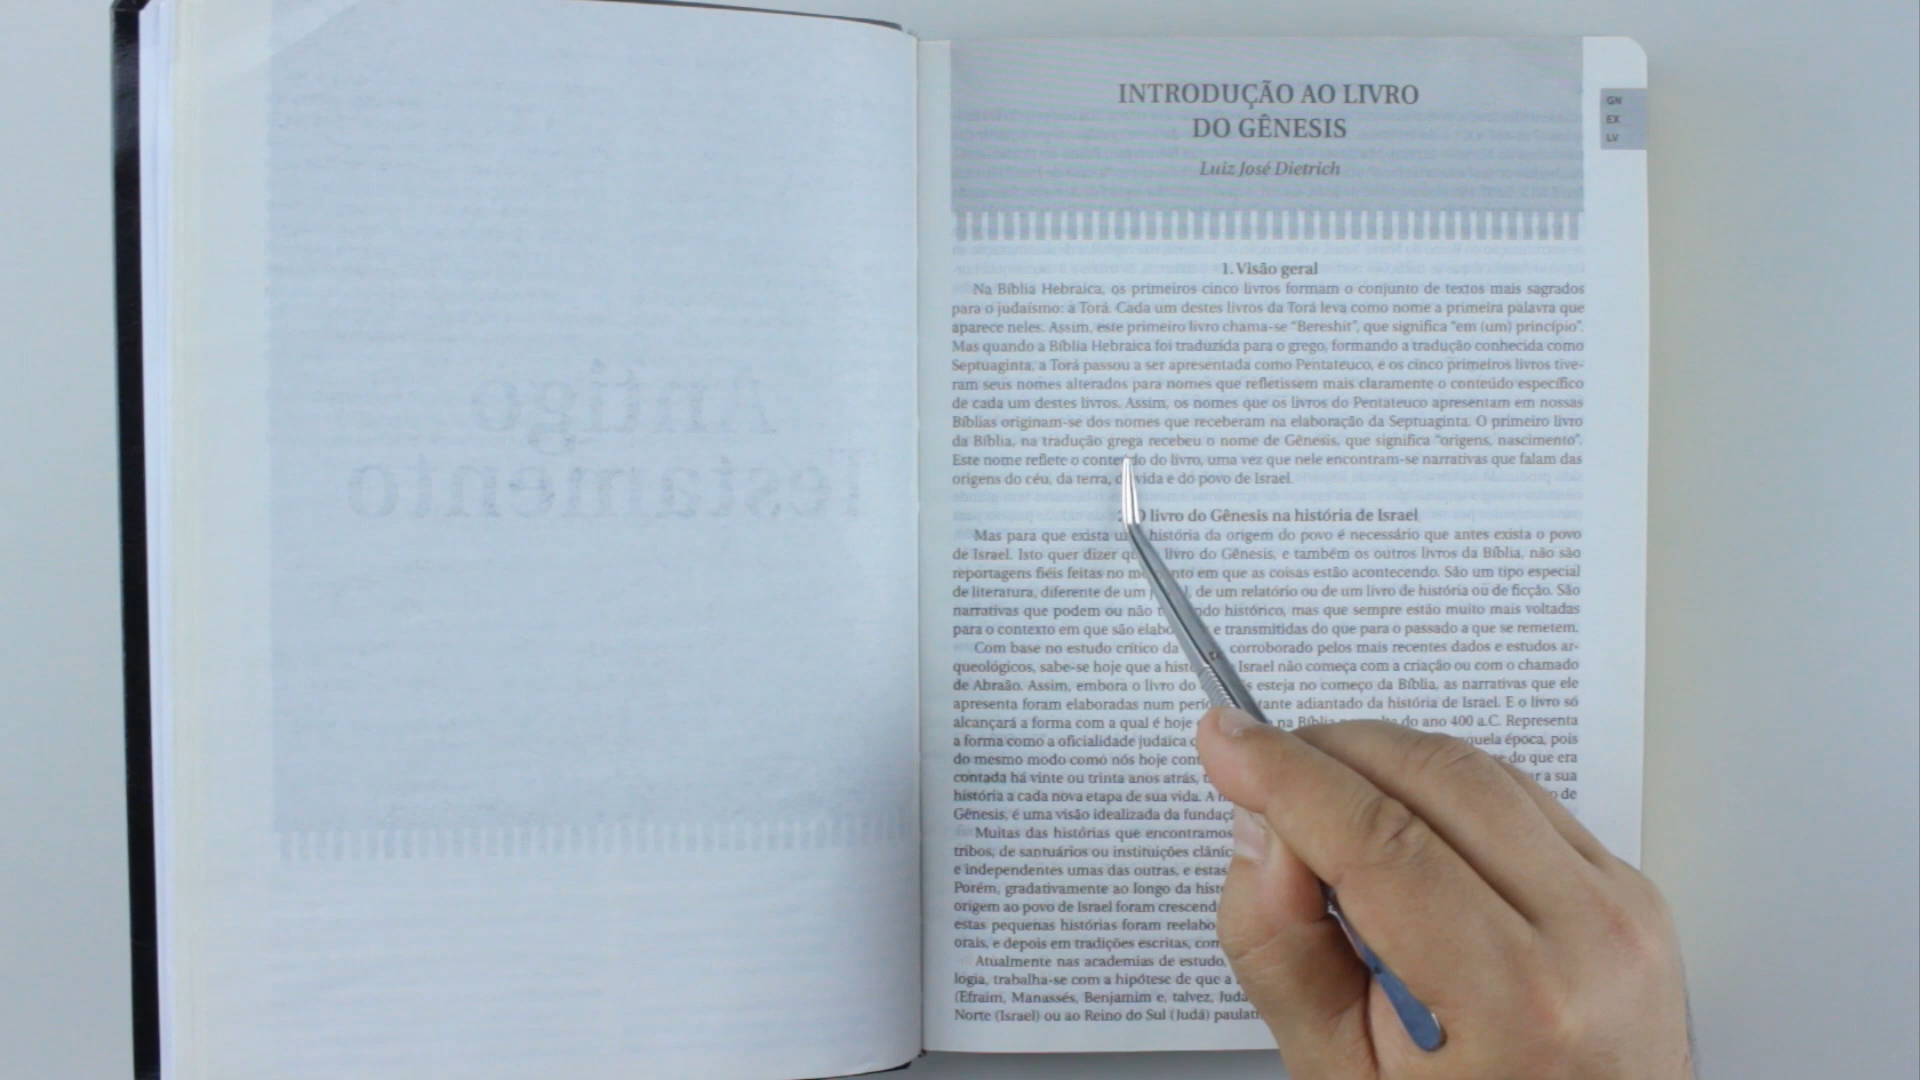 INTRODUÇÃO AO LIVRO
DO GÊNESIS
Luiz José Dietrich
GN
EX
LV
1. Visão geral
Na Bíblia Hebraica, os primeiros cinco livros formam o conjunto de textos mais sagrados
para o judaísmo: a Torá. Cada um destes livros da Torá leva como nome a primeira palavra que
aparece neles. Assim, este primeiro livro chama-se “Bereshit”, que significa “em (um) princípio”.
Mas quando a Bíblia Hebraica foi traduzida para o grego, formando a tradução conhecida como
Septuaginta, a Torá passou a ser apresentada como Pentateuco, e os cinco primeiros livros tive-
ram seus nomes alterados para nomes que refletissem mais claramente o conteúdo específico
de cada um destes livros. Assim, os nomes que os livros do Pentateuco apresentam em nossas
Bíblias originam-se dos nomes que receberam na elaboração da Septuaginta. O primeiro livro
da Bíblia, na tradução grega recebeu o nome de Gênesis, que significa “origens, nascimento”.
Este nome reflete o do livro, uma vez que nele encontram-se narrativas que falam das
origens do céu, da terra, vida e do povo de Israel.
O livro do Gênesis na história de Israel
Mas para que exista história da origem do povo é necessário que antes exista o povo
de Israel. Isto quer dizer livro do Gênesis, e também os outros livros da Bíblia, não são
reportagens fiéis feitas no em que as coisas estão acontecendo. São um tipo especial
de literatura, diferente de um de um relatório ou de um livro de história ou de ficção. São
narrativas que podem ou não histórico, mas que sempre estão muito mais voltadas
para o contexto em que são e transmitidas do que para o passado a que se remetem.
Com base no estudo crítico da corroborado pelos mais recentes dados e estudos ar-
queológicos, sabe-se hoje que a Israel não começa com a criação ou com o chamado
de Abraão. Assim, embora o livro do esteja no começo da Bíblia, as narrativas que ele
apresenta foram elaboradas num adiantado da história de Israel. E o livro só
alcançará a forma com a qual é hoje na Bíblia do ano 400 a.C. Representa
a forma como a oficialidade judaica época, pois
do mesmo modo como nós hoje do que era
contada há vinte ou trinta anos atrás, a sua
história a cada nova etapa de sua vida. A de
Gênesis, é uma visão idealizada da
Muitas das histórias que encontramos
tribos, de santuários ou instituições
e independentes umas das outras, e estas
Porém, gradativamente ao longo da
origem ao povo de Israel foram
estas pequenas histórias foram
orais, e depois em tradições escritas,
Atualmente nas academias de estudo,
logia, trabalha-se com a hipótese de que a
(Efraim, Manassés, Benjamim e, talvez,
Norte (Israel) ou ao Reino do Sul (Judá)